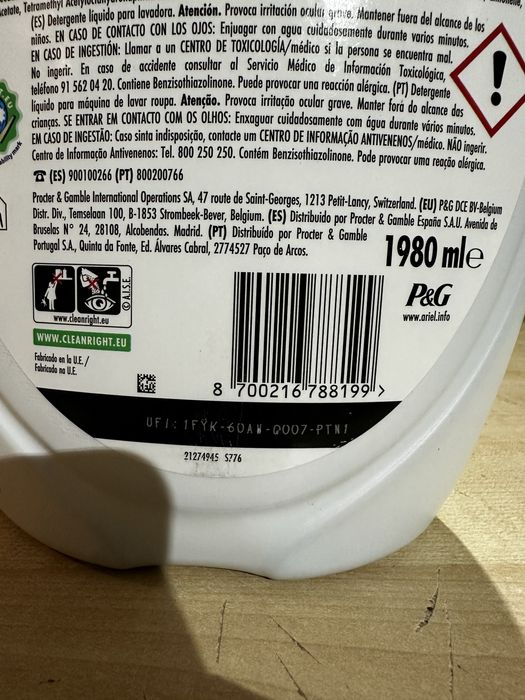 Acetate, Tetramethyl
(ES) Detergente líquido para lavadora. Atención. Provoca irritación ocular grave. Mantener fuera del alcance de los
niños. EN CASO DE CONTACTO CON LOS OJOS: Enjuagar con agua cuidadosamente durante varios minutos.
EN CASO DE INGESTIÓN: Llamar a un CENTRO DE TOXICOLOGÍA/médico si la persona se encuentra mal.
No ingerir. En caso de accidente consultar al Servicio Médico de Información Toxicológica,
teléfono 91 562 04 20. Contiene Benzisothiazolinone. Puede provocar una reacción alérgica. (PT) Detergente
líquido para máquina de lavar roupa. Atenção. Provoca irritação ocular grave. Manter fora do alcance das
crianças. SE ENTRAR EM CONTACTO COM OS OLHOS: Enxaguar cuidadosamente com água durante vários minutos.
EM CASO DE INGESTÃO: Caso sinta indisposição, contacte um CENTRO DE INFORMAÇÃO ANTIVENENOS/médico. NÃO ingerir.
Centro de Informação Antivenenos: Tel. 800 250 250. Contém Benzisothiazolinone. Pode provocar uma reação alérgica.
☎ (ES) 900100266 (PT) 800200766
Procter & Gamble International Operations SA, 47 route de Saint-Georges, 1213 Petit-Lancy, Switzerland. (EU) P&G DCE BV-Belgium
Distr. Div., Temselaan 100, B-1853 Strombeek-Bever, Belgium. (ES) Distribuido por Procter & Gamble España S.A.U. Avenida de
Bruselas Nº 24, 28108, Alcobendas. Madrid. (PT) Distribuído por Procter & Gamble
Portugal S.A., Quinta da Fonte, Ed. Álvares Cabral, 2774527 Paço de Arcos.
1980 ml e
P&G
www.ariel.info
© A.I.S.E.
www.cleanright.eu
WWW.CLEANRIGHT.EU
Fabricado en la U.E. /
Fabricado na U.E.
8 700216 788199 >
UFI: 1FYK-60AW-Q007-PTN1
21274945 S776